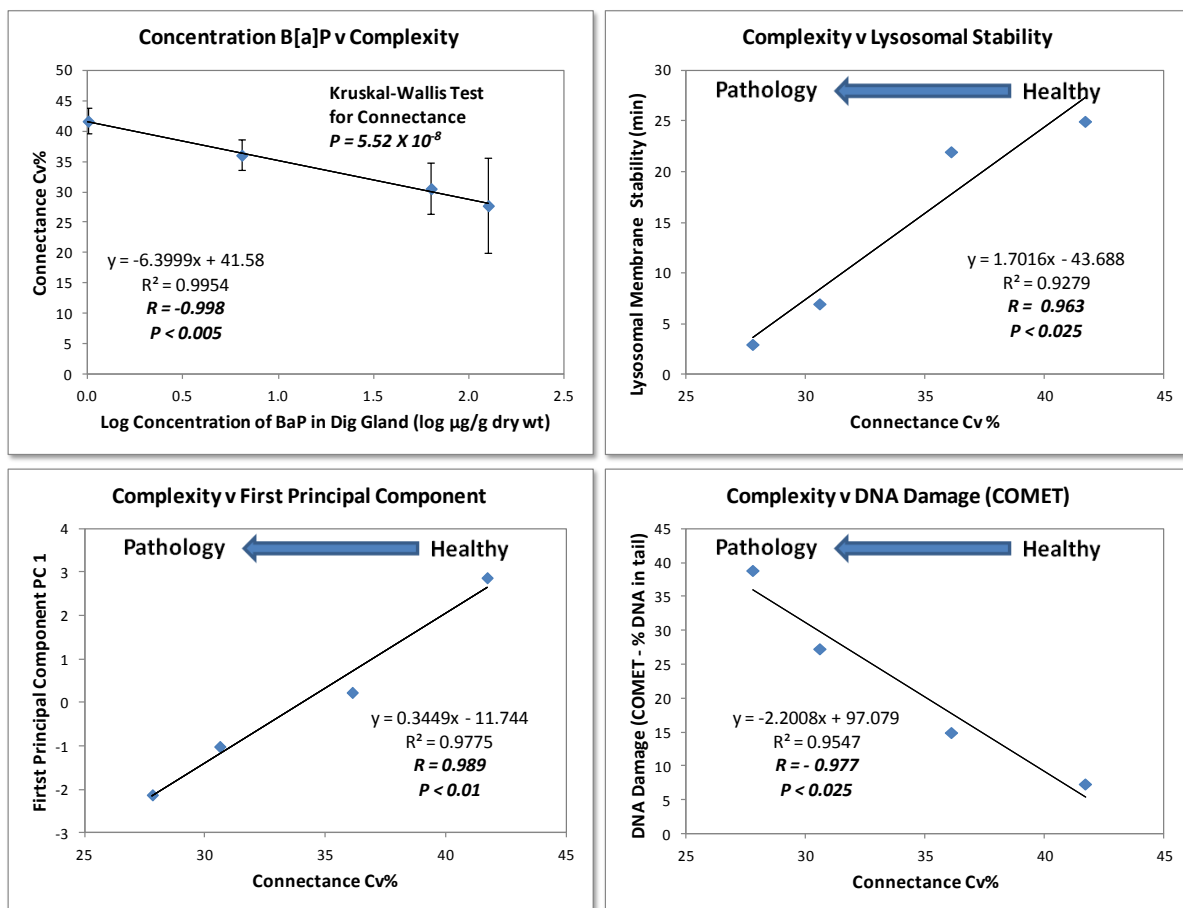 Concentration B[a]P v Complexity
50
45
40
35
30
25
20
15
10
5
0
Connectance Cv%
Kruskal-Wallis Test
for Connectance
P = 5.52 X 10⁻⁸
y = -6.3999x + 41.58
R² = 0.9954
R = -0.998
P < 0.005
0.0 0.5 1.0 1.5 2.0 2.5
Log Concentration of BaP in Dig Gland (log µg/g dry wt)
Complexity v Lysosomal Stability
30
25
20
15
10
5
0
Lysosomal Membrane Stability (min)
Pathology Healthy
y = 1.7016x - 43.688
R² = 0.9279
R = 0.963
P < 0.025
25 30 35 40 45
Connectance Cv %
Complexity v First Principal Component
4
3
2
1
0
-1
-2
-3
Firtst Principal Component PC 1
Pathology Healthy
y = 0.3449x - 11.744
R² = 0.9775
R = 0.989
P < 0.01
25 30 35 40 45
Connectance Cv%
Complexity v DNA Damage (COMET)
45
40
35
30
25
20
15
10
5
0
DNA Damage (COMET - % DNA in tail)
Pathology Healthy
y = -2.2008x + 97.079
R² = 0.9547
R = - 0.977
P < 0.025
25 30 35 40 45
Connectance Cv%